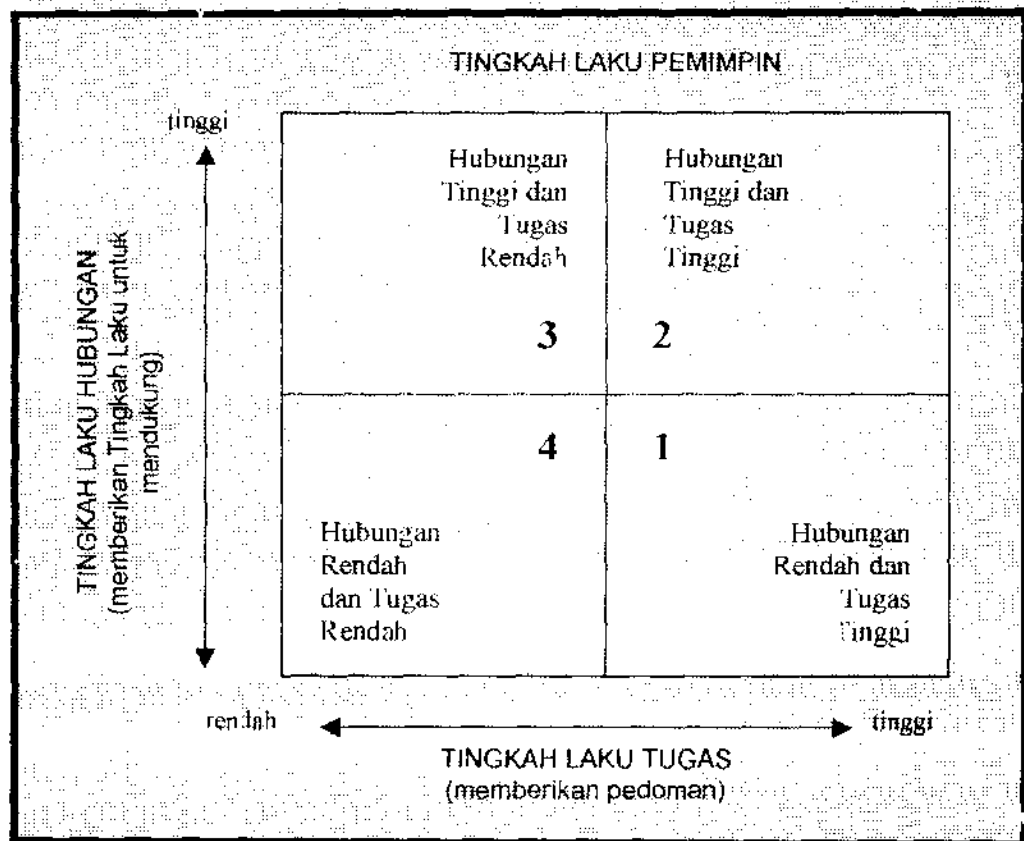 TINGKAH LAKU PEMIMPIN
tinggi
TINGKAH LAKU HUBUNGAN
(memberikan Tingkah Laku untuk
mendukung)
Hubungan
Tinggi dan
Tugas
Rendah
3
Hubungan
Tinggi dan
Tugas
Tinggi
2
4
Hubungan
Rendah
dan Tugas
Rendah
1
Hubungan
Rendah dan
Tugas
Tinggi
rendah
tinggi
TINGKAH LAKU TUGAS
(memberikan pedoman)